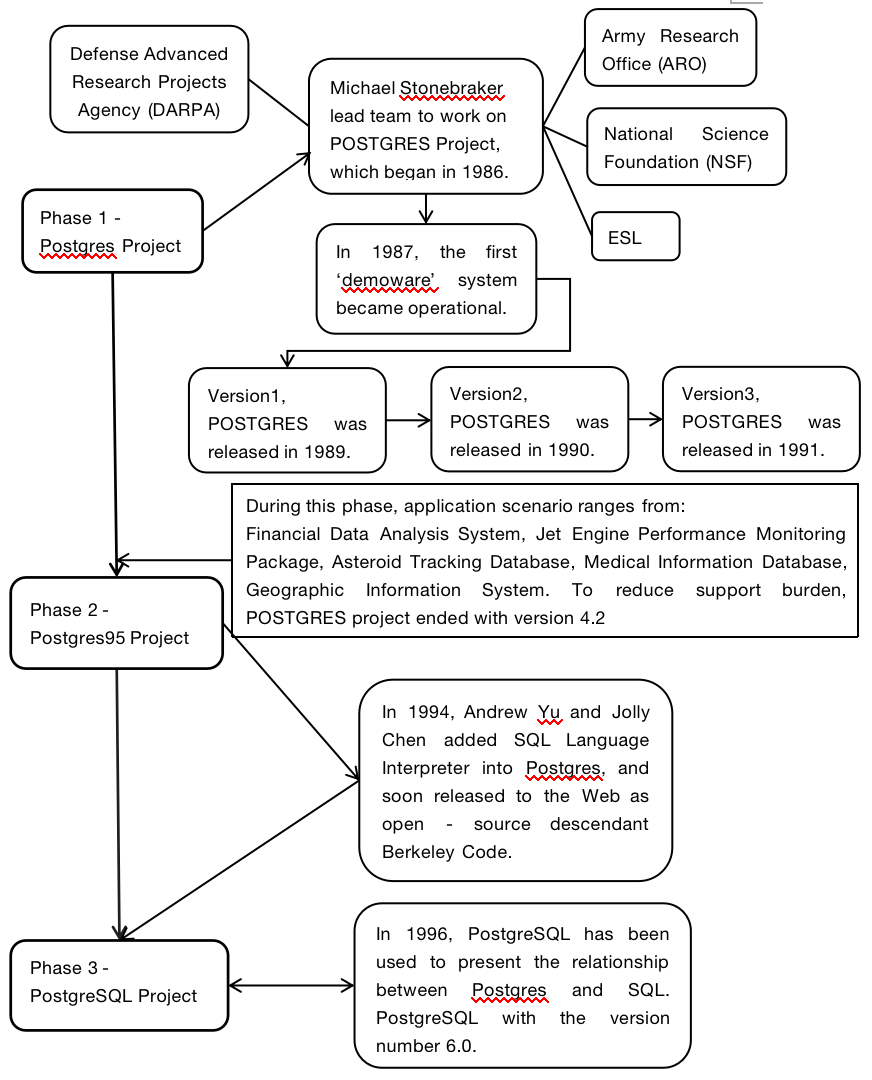 Defense Advanced
Research Projects
Agency (DARPA)
Michael Stonebraker
lead team to work on
POSTGRES Project,
which began in 1986.
Army Research
Office (ARO)
National Science
Foundation (NSF)
ESL
Phase 1 -
Postgres Project
In 1987, the first
‘demoware’ system
became operational.
Version1,
POSTGRES was
released in 1989.
Version2,
POSTGRES was
released in 1990.
Version3,
POSTGRES was
released in 1991.
During this phase, application scenario ranges from:
Financial Data Analysis System, Jet Engine Performance Monitoring
Package, Asteroid Tracking Database, Medical Information Database,
Geographic Information System. To reduce support burden,
POSTGRES project ended with version 4.2
Phase 2 -
Postgres95 Project
In 1994, Andrew Yu and Jolly
Chen added SQL Language
Interpreter into Postgres, and
soon released to the Web as
open - source descendant
Berkeley Code.
Phase 3 -
PostgreSQL Project
In 1996, PostgreSQL has been
used to present the relationship
between Postgres and SQL.
PostgreSQL with the version
number 6.0.